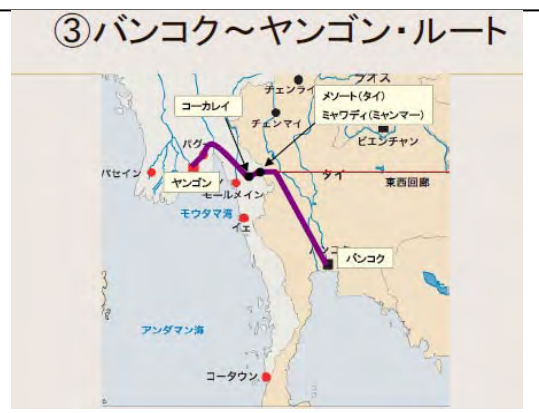 ③バンコク～ヤンゴン・ルート
ラオス
チェンライ
コーカレイ
メソート(タイ)
ミャワディ(ミャンマー)
チェンマイ
ビエンチャン
パグー
パセイン
ヤンゴン
タイ
東西回廊
モールメイン
モウタマ海
イェ
バンコク
アンダマン海
コータウン